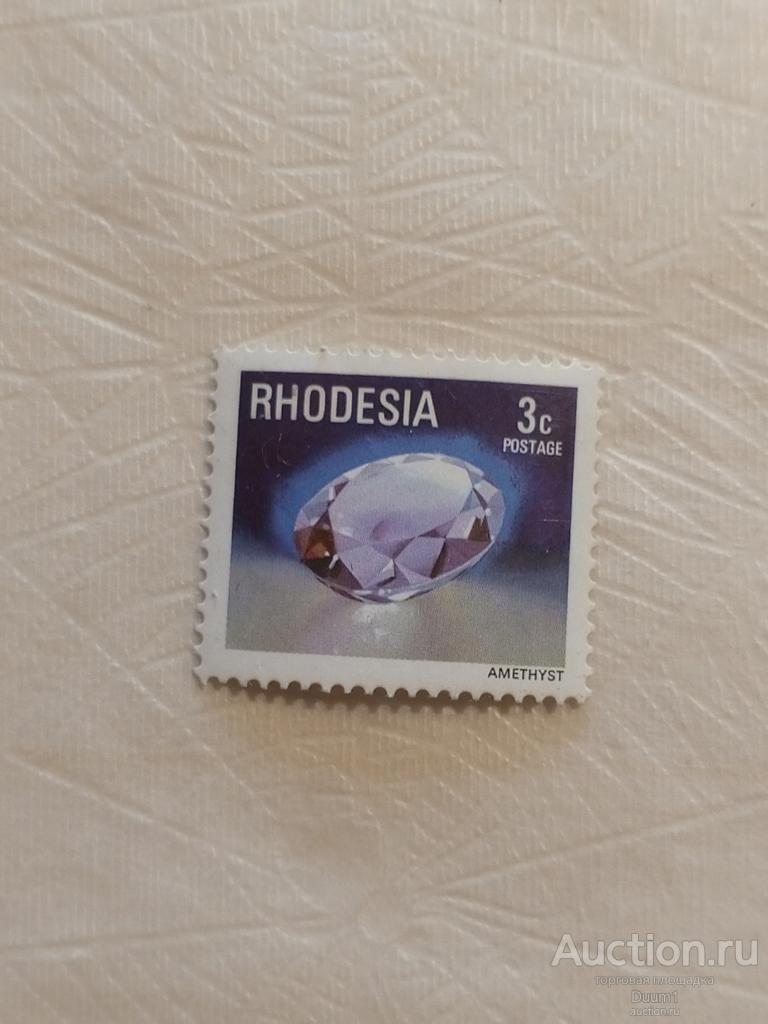 RHODESIA
3c
POSTAGE
AMETHYST
Auction.ru
торговая площадка
Duum1
auction.ru